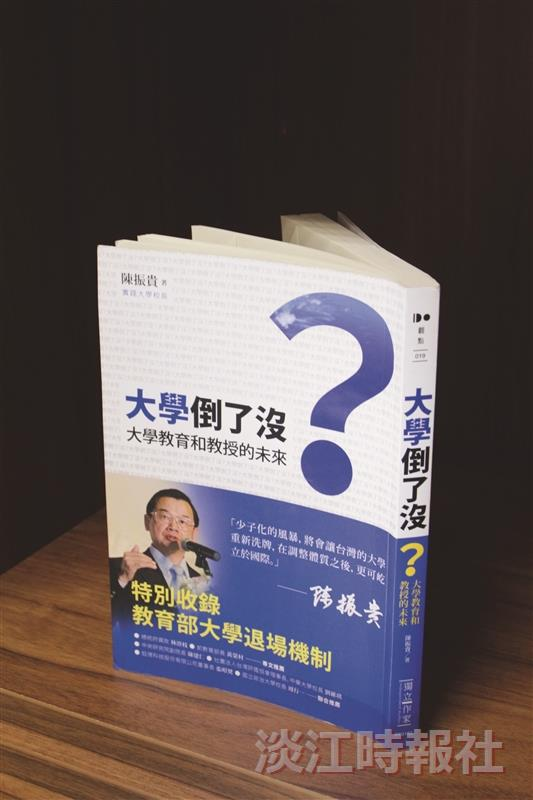 陳振貴 著
實踐大學校長
?
大學倒了沒
大學教育和教授的未來
「少子化的風暴,將會讓台灣的大學
重新洗牌,在調整體質之後,更可屹
立於國際。」
——陳振貴
特別收錄
教育部大學退場機制
觀點
019
大學倒了沒?
大學教育和
教授的未來
陳振貴 著
獨立作家
淡江時報社